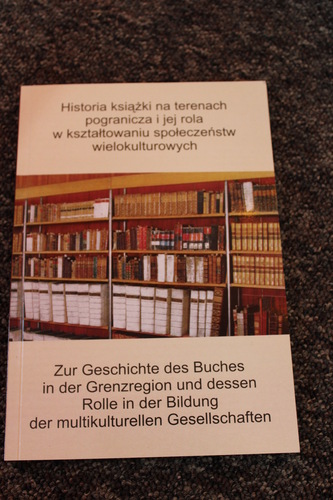 Historia książki na terenach
pogranicza i jej rola
w kształtowaniu społeczeństw
wielokulturowych
Zur Geschichte des Buches
in der Grenzregion und dessen
Rolle in der Bildung
der multikulturellen Gesellschaften